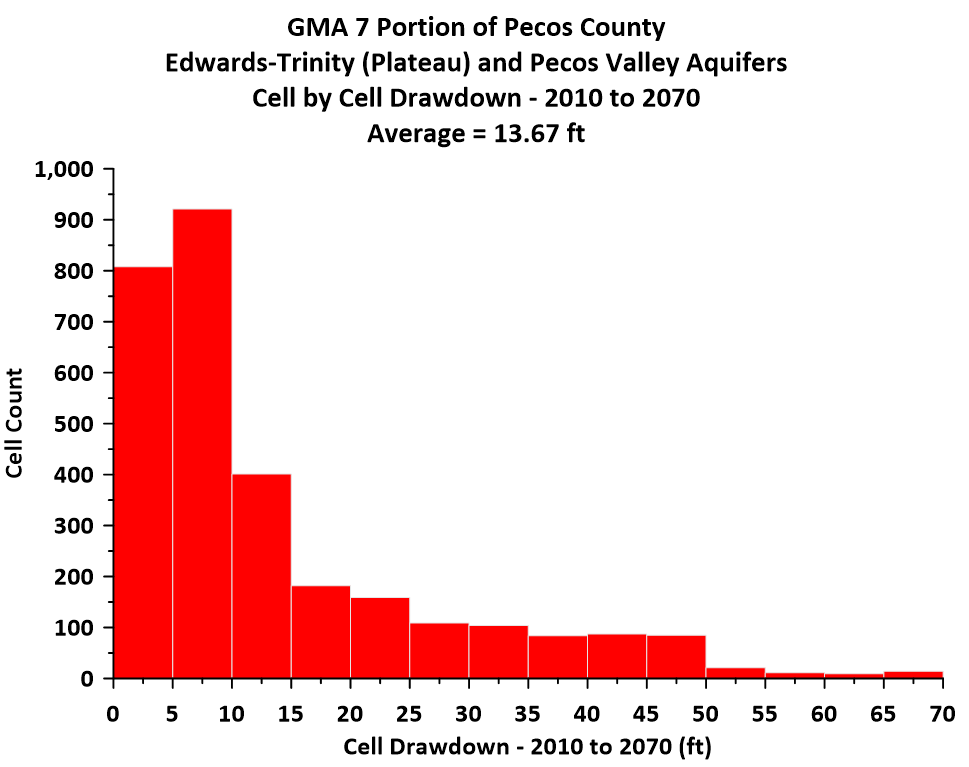 GMA 7 Portion of Pecos County
Edwards-Trinity (Plateau) and Pecos Valley Aquifers
Cell by Cell Drawdown - 2010 to 2070
Average = 13.67 ft
1,000
900
800
700
600
500
400
300
200
100
0
Cell Count
0 5 10 15 20 25 30 35 40 45 50 55 60 65 70
Cell Drawdown - 2010 to 2070 (ft)